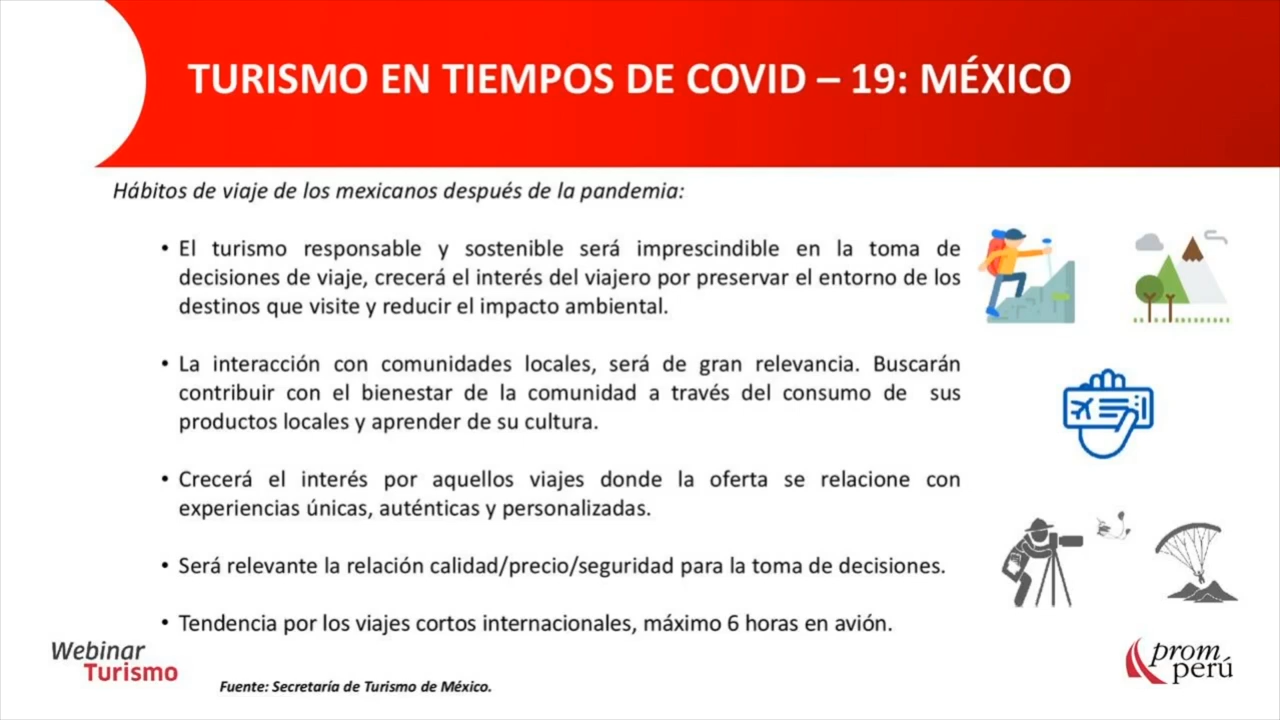 TURISMO EN TIEMPOS DE COVID – 19: MÉXICO
Hábitos de viaje de los mexicanos después de la pandemia:
• El turismo responsable y sostenible será imprescindible en la toma de
decisiones de viaje, crecerá el interés del viajero por preservar el entorno de los
destinos que visite y reducir el impacto ambiental.
• La interacción con comunidades locales, será de gran relevancia. Buscarán
contribuir con el bienestar de la comunidad a través del consumo de sus
productos locales y aprender de su cultura.
• Crecerá el interés por aquellos viajes donde la oferta se relacione con
experiencias únicas, auténticas y personalizadas.
• Será relevante la relación calidad/precio/seguridad para la toma de decisiones.
• Tendencia por los viajes cortos internacionales, máximo 6 horas en avión.
Webinar
Turismo
Fuente: Secretaría de Turismo de México.
prom
perú